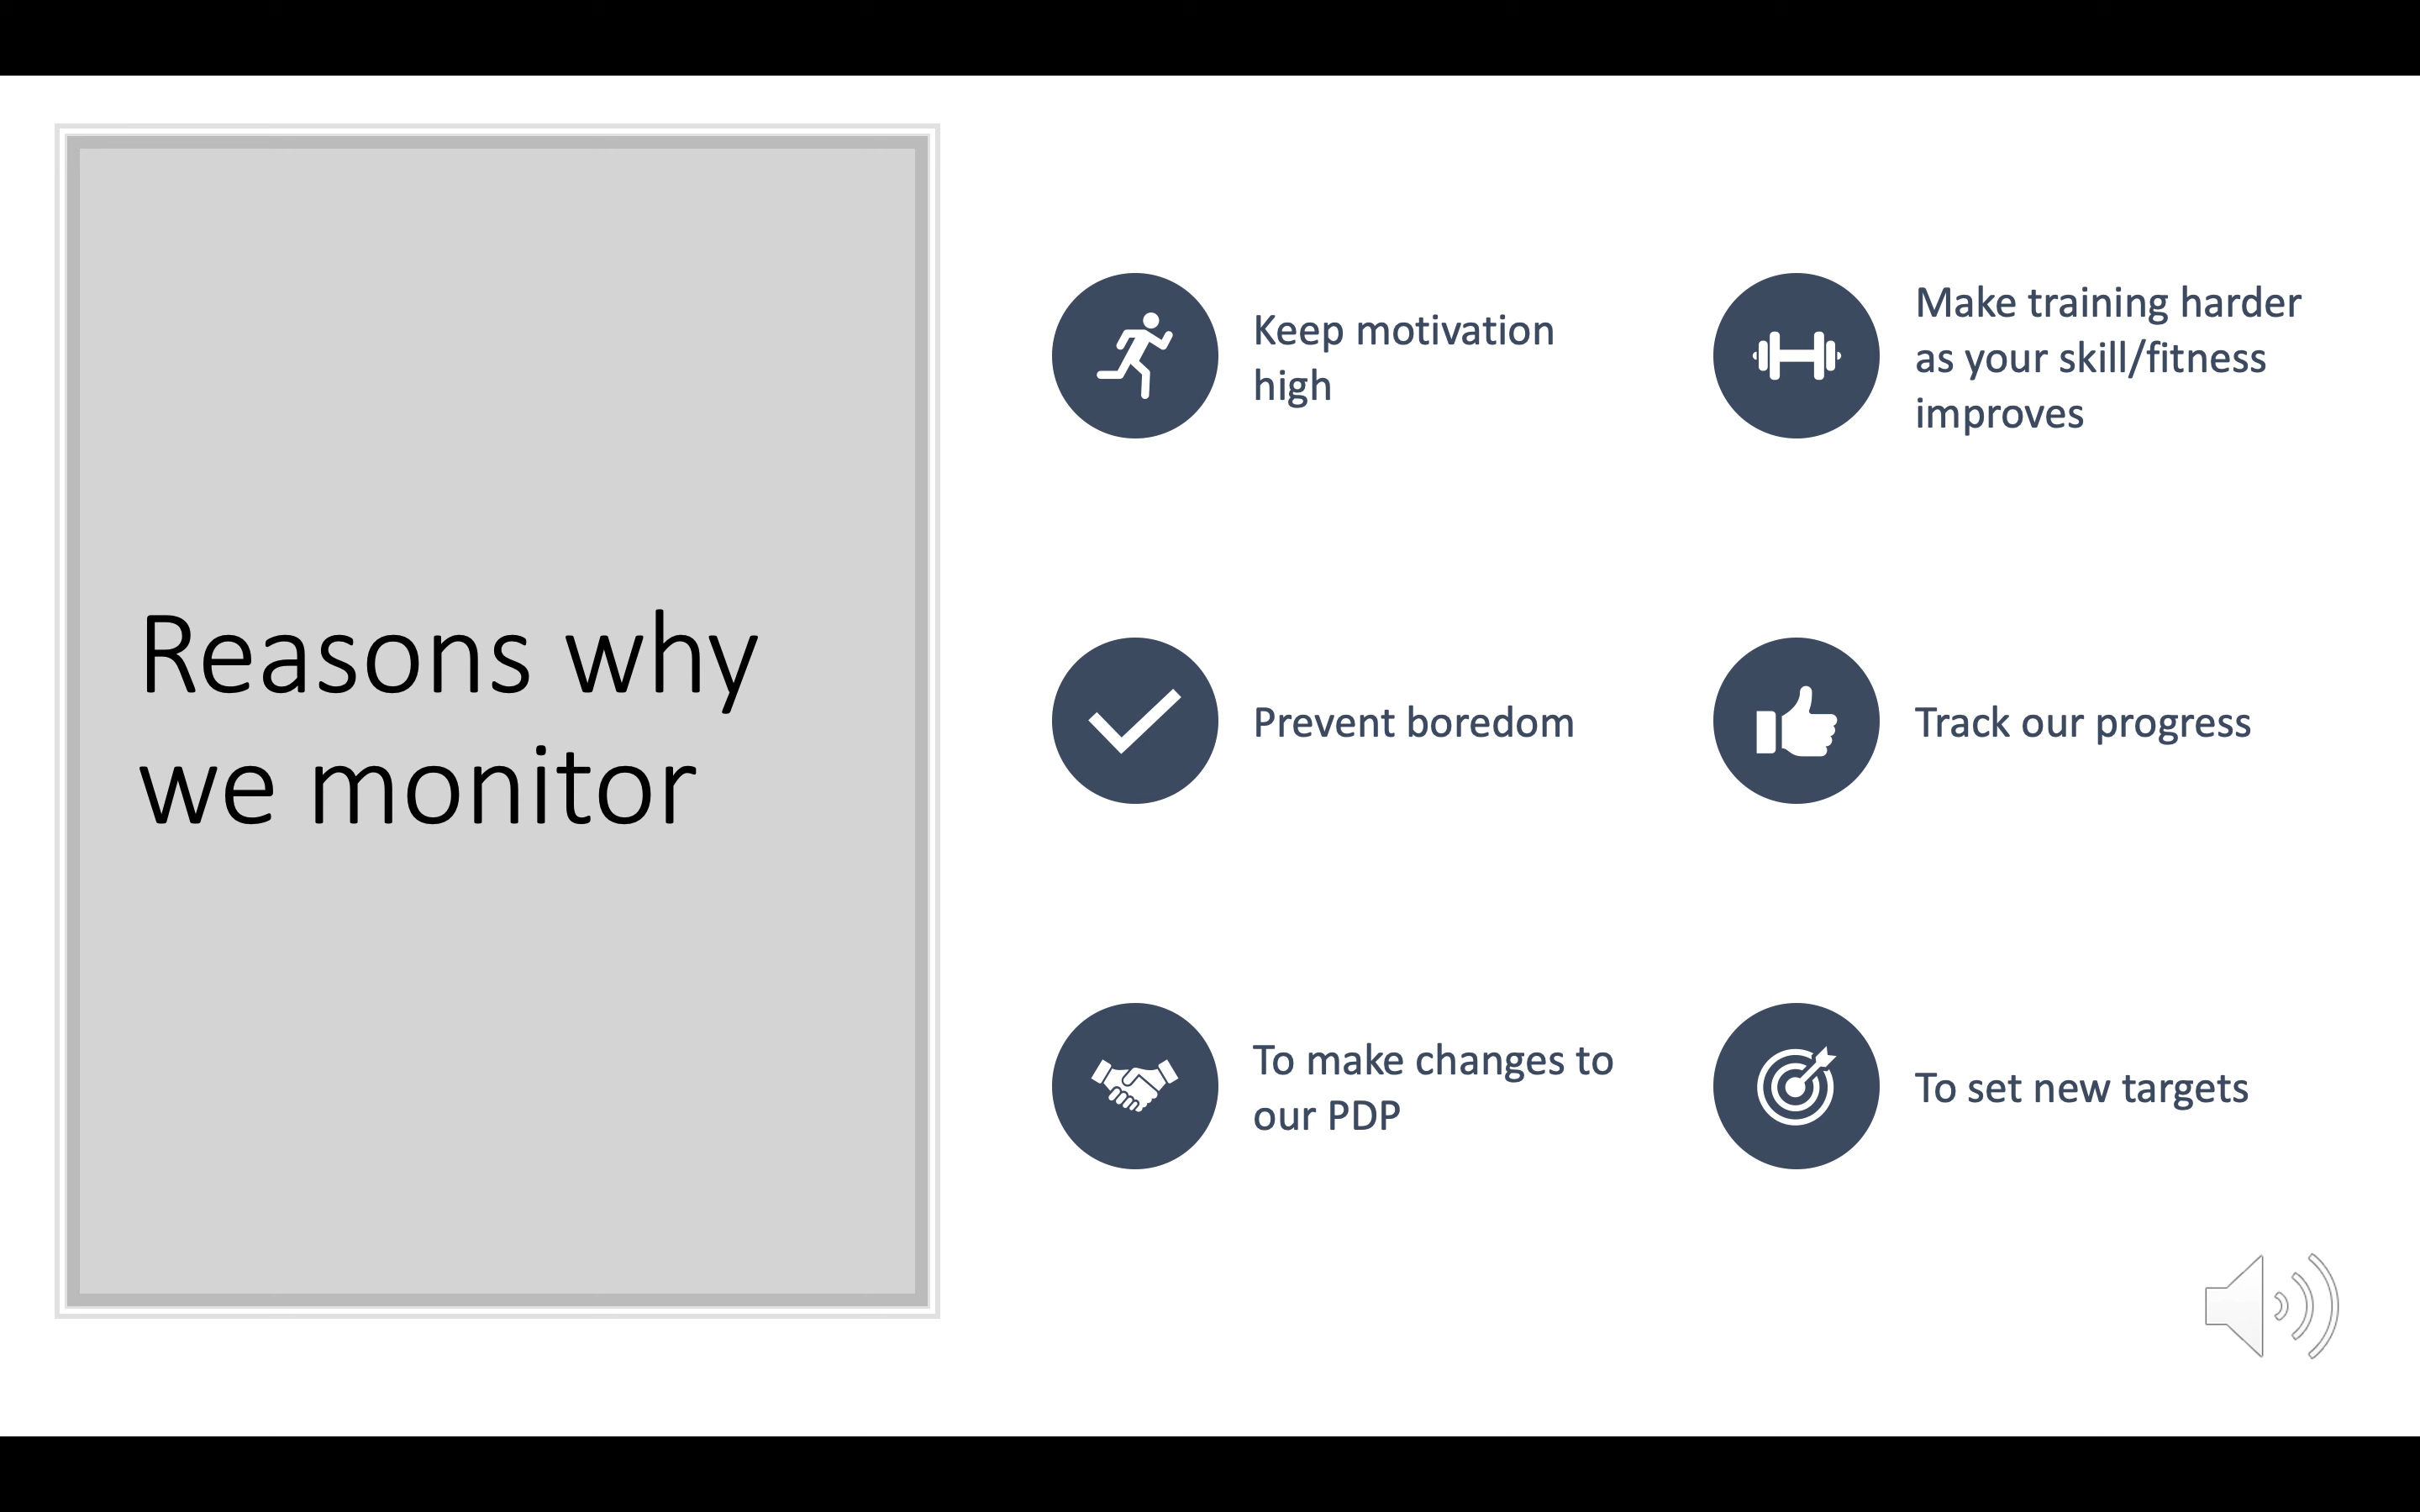 Reasons why
we monitor
Keep motivation
high
Make training harder
as your skill/fitness
improves
Prevent boredom
Track our progress
To make changes to
our PDP
To set new targets